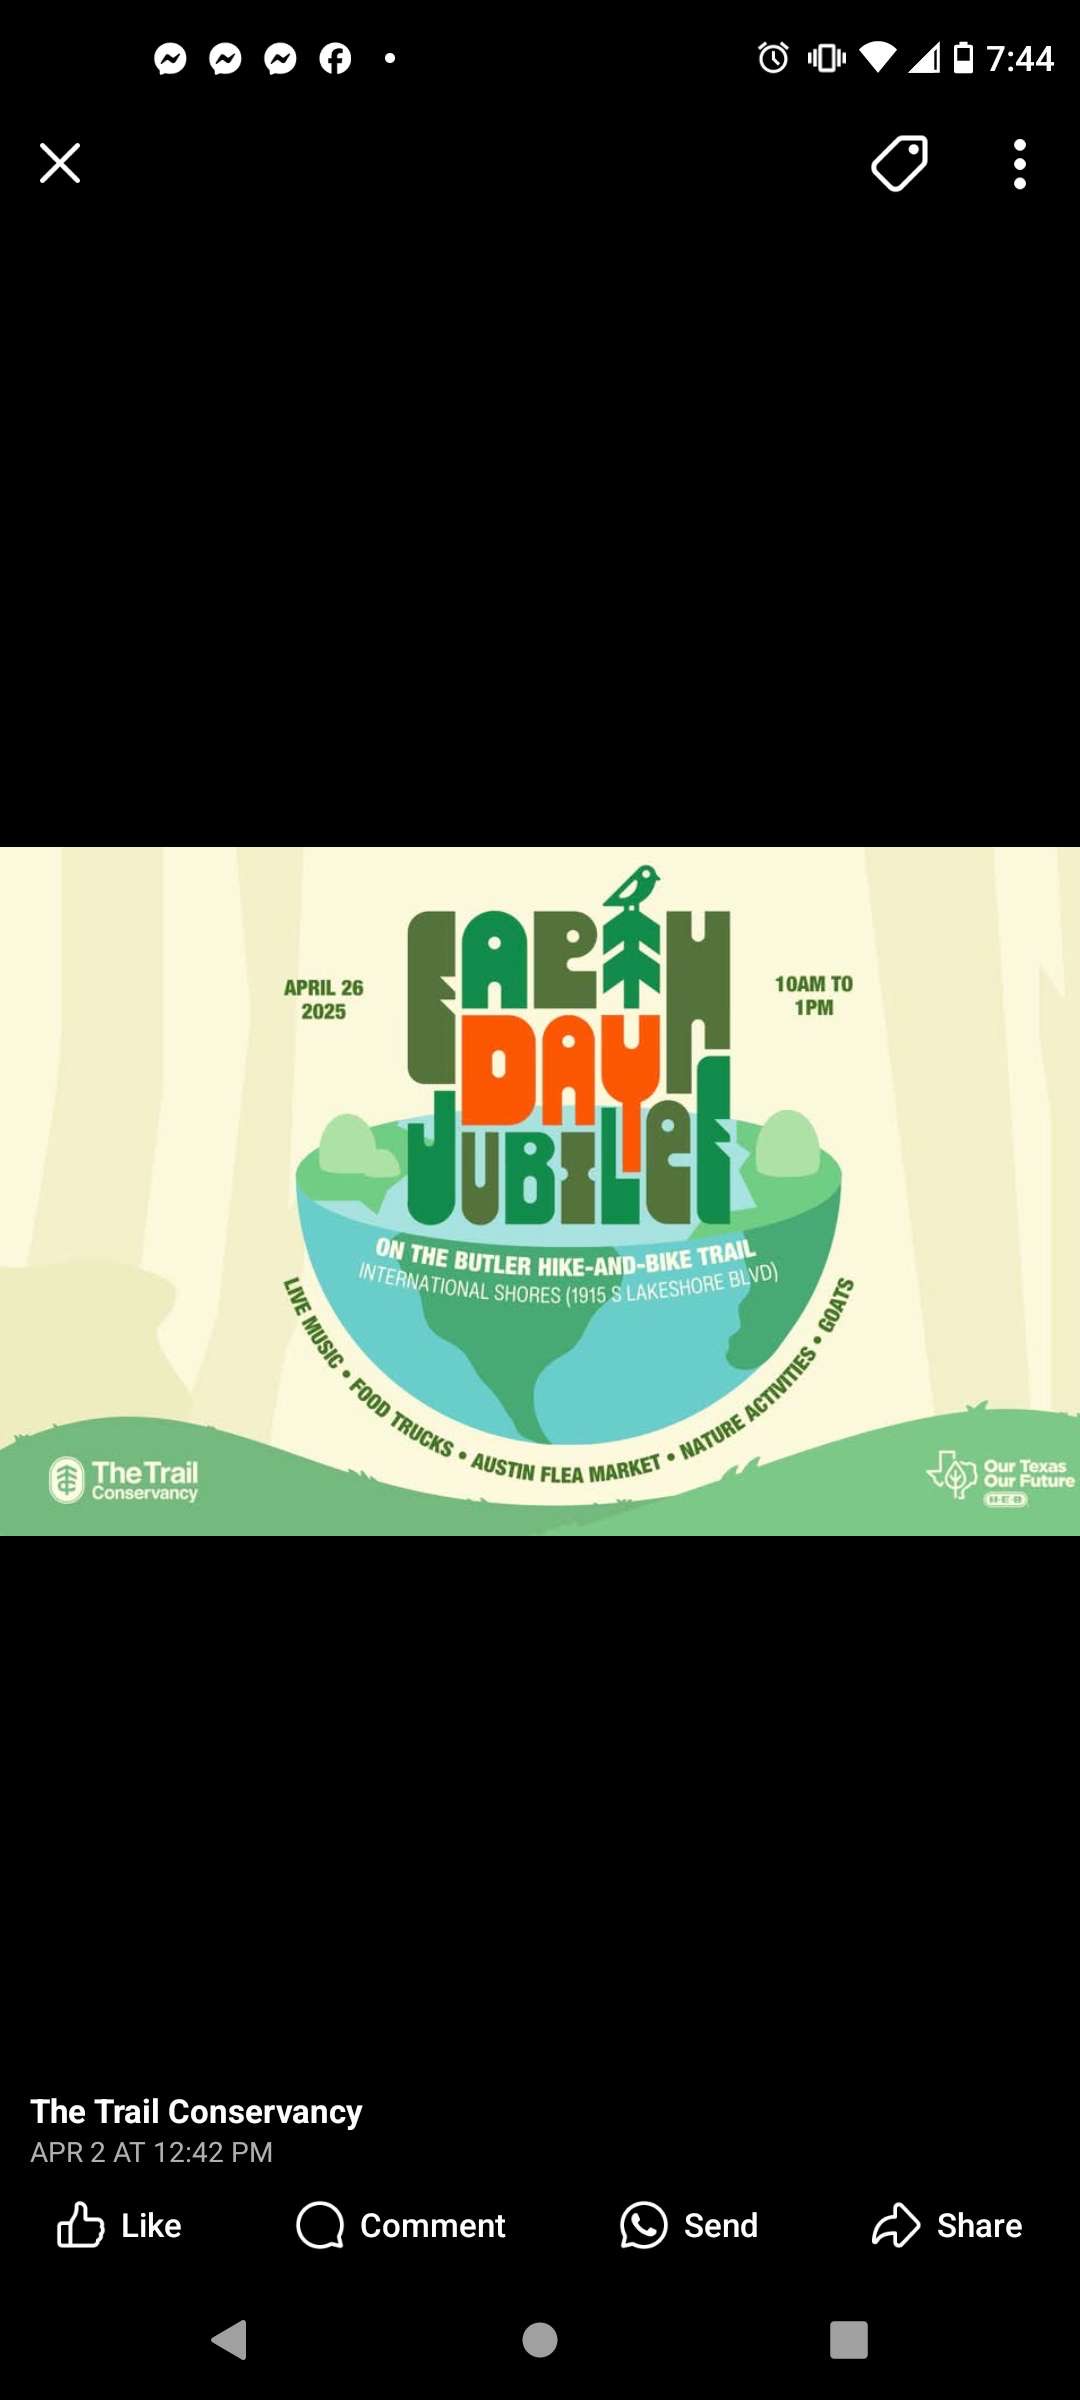 7:44
APRIL 26
2025
10AM TO
1PM
EARTH
DAY
JUBILEE
ON THE BUTLER HIKE-AND-BIKE TRAIL
INTERNATIONAL SHORES (1915 S LAKESHORE BLVD)
LIVE MUSIC • FOOD TRUCKS • AUSTIN FLEA MARKET • NATURE ACTIVITIES • GOATS
The Trail
Conservancy
Our Texas
Our Future
H-E-B
The Trail Conservancy
APR 2 AT 12:42 PM
Like
Comment
Send
Share